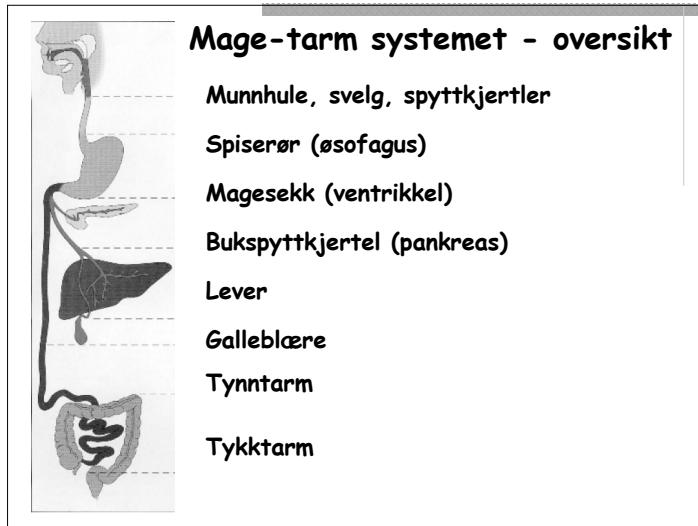 Mage-tarm systemet - oversikt
Munnhule, svelg, spyttkjertler
Spiserør (øsofagus)
Magesekk (ventrikkel)
Bukspyttkjertel (pankreas)
Lever
Galleblære
Tynntarm
Tykktarm